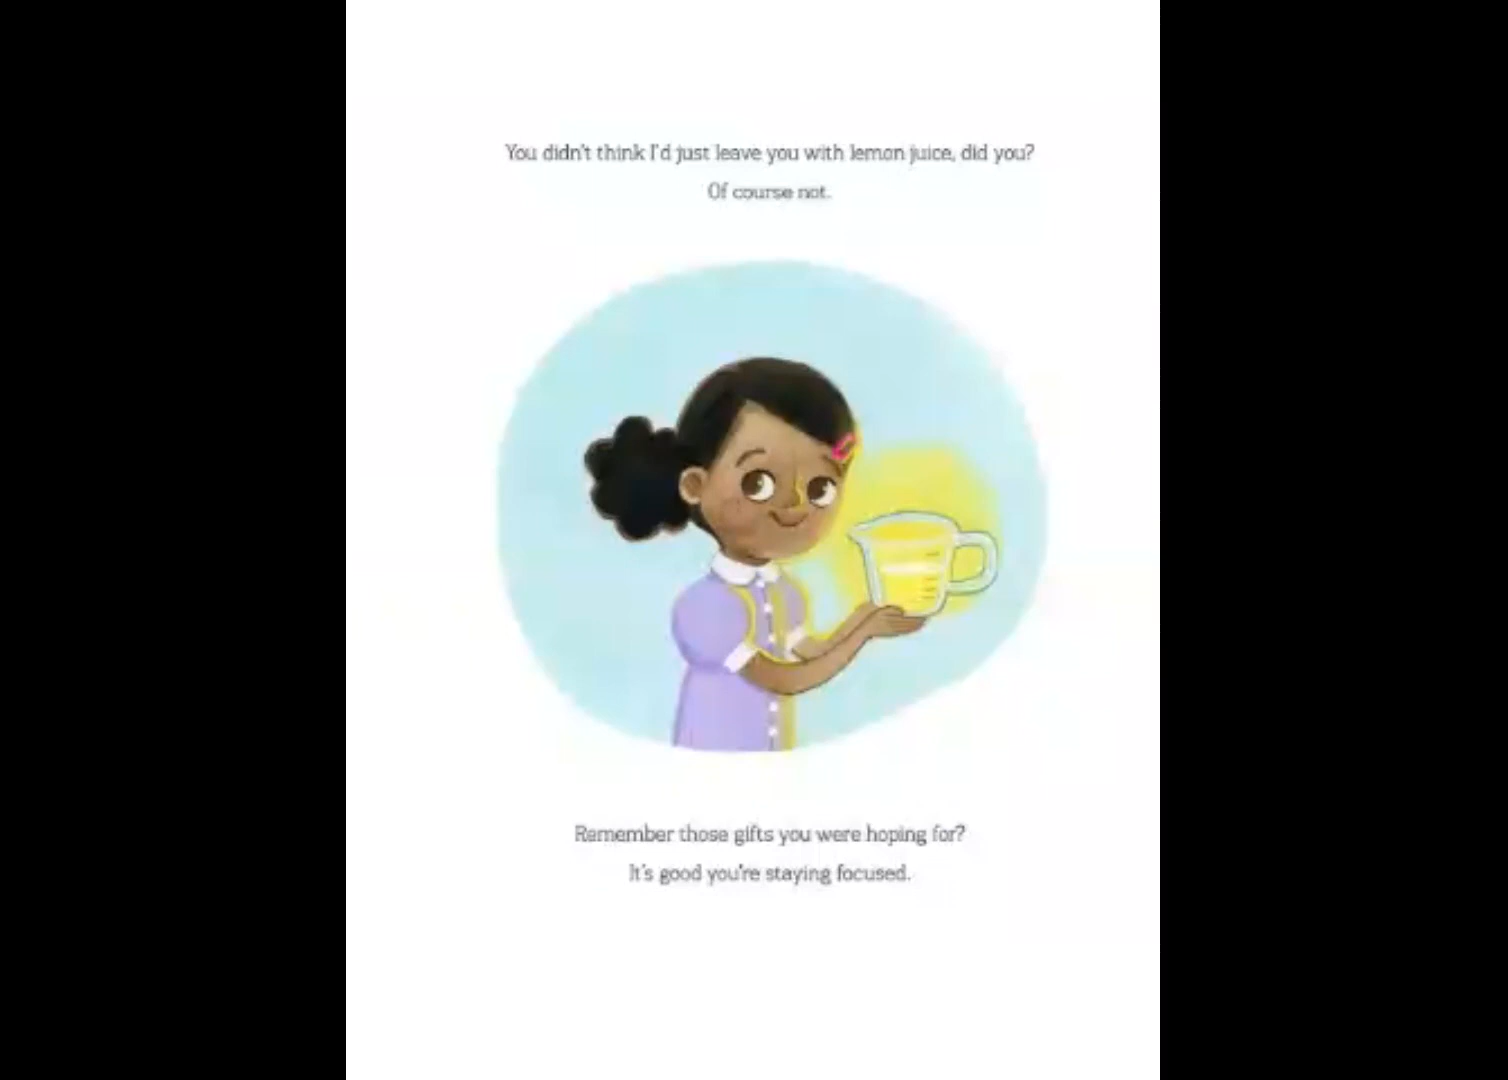 You didn't think I'd just leave you with lemon juice, did you?
Of course not.
Remember those gifts you were hoping for?
It's good you're staying focused.